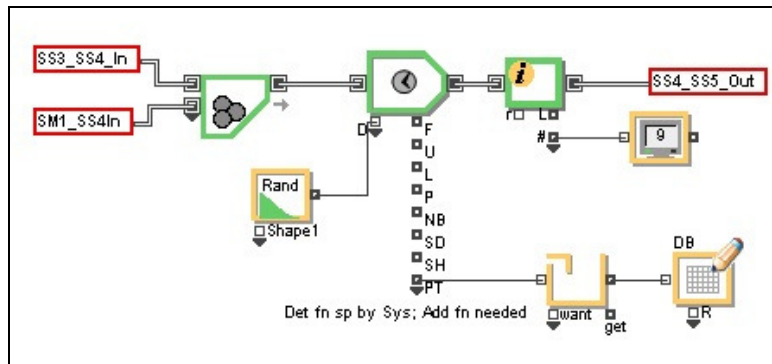 SS3_SS4_In
SM1_SS4In
SS4_SS5_Out
i
r
L
#
9
D
F
U
L
P
NB
SD
SH
PT
Rand
Shape1
DB
R
want
get
Det fn sp by Sys; Add fn needed